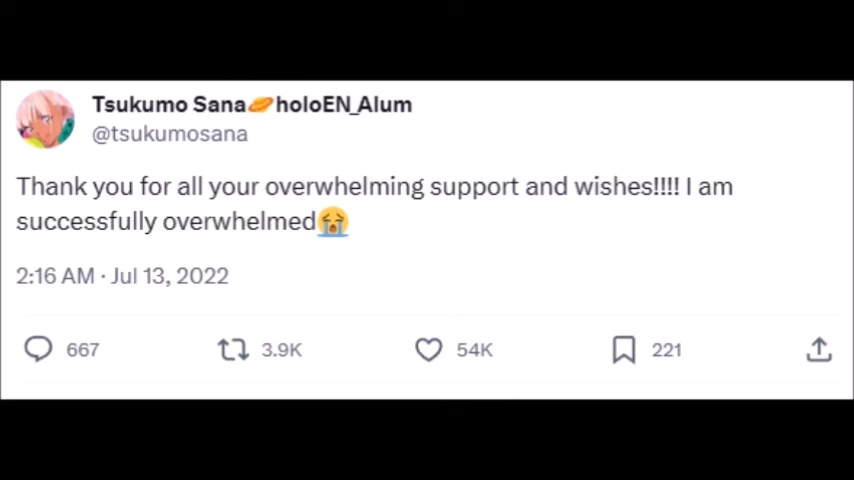 Tsukumo Sana🪐holoEN_Alum
@tsukumosana
Thank you for all your overwhelming support and wishes!!!! I am
successfully overwhelmed😭
2:16 AM · Jul 13, 2022
667 3.9K 54K 221